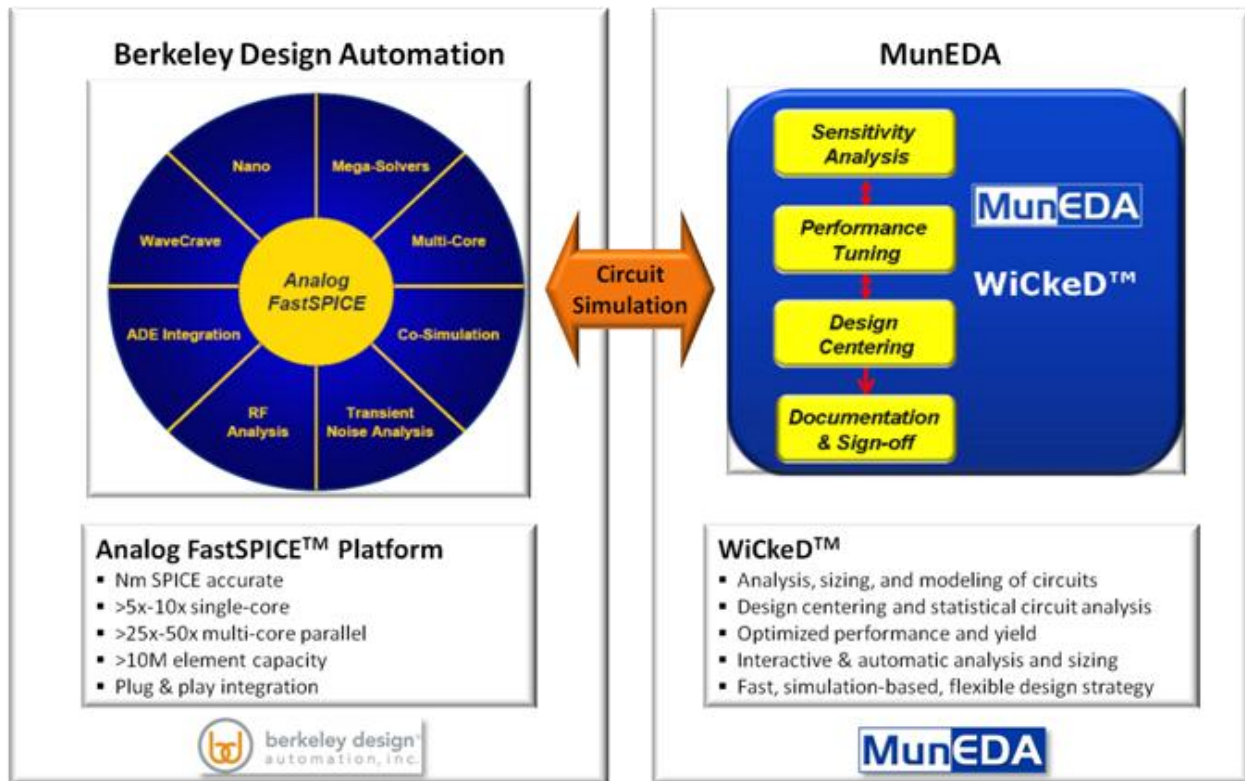 Berkeley Design Automation
Nano
Mega-Solvers
WaveCrave
Multi-Core
Analog
FastSPICE
ADE Integration
Co-Simulation
RF
Analysis
Transient
Noise Analysis
Analog FastSPICE™ Platform
▪ Nm SPICE accurate
▪ >5x-10x single-core
▪ >25x-50x multi-core parallel
▪ >10M element capacity
▪ Plug & play integration
bd berkeley design®
automation, inc.
Circuit
Simulation
MunEDA
Sensitivity
Analysis
Performance
Tuning
Design
Centering
Documentation
& Sign-off
MunEDA
WiCkeD™
WiCkeD™
▪ Analysis, sizing, and modeling of circuits
▪ Design centering and statistical circuit analysis
▪ Optimized performance and yield
▪ Interactive & automatic analysis and sizing
▪ Fast, simulation-based, flexible design strategy
MunEDA